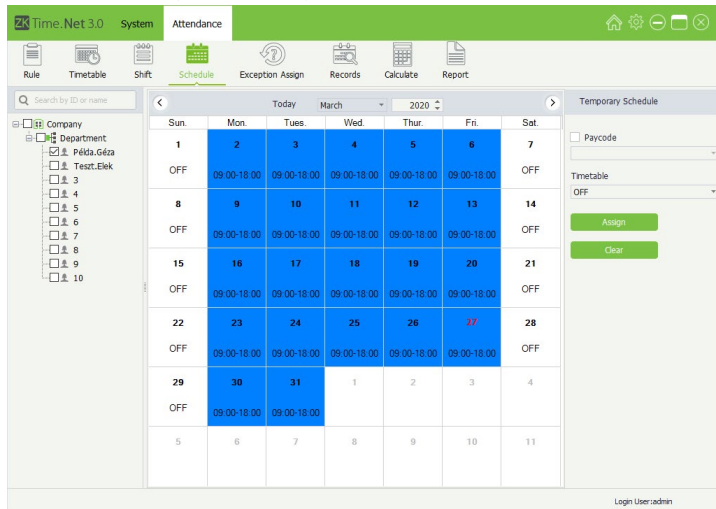 ZK Time.Net 3.0 System Attendance
Rule Timetable Shift Schedule Exception Assign Records Calculate Report
Search by ID or name
Company
Department
Példa.Géza
Teszt.Elek
3
4
5
6
7
8
9
10
Today March 2020
Sun. Mon. Tues. Wed. Thur. Fri. Sat.
1 2 3 4 5 6 7
OFF 09:00-18:00 09:00-18:00 09:00-18:00 09:00-18:00 09:00-18:00 OFF
8 9 10 11 12 13 14
OFF 09:00-18:00 09:00-18:00 09:00-18:00 09:00-18:00 09:00-18:00 OFF
15 16 17 18 19 20 21
OFF 09:00-18:00 09:00-18:00 09:00-18:00 09:00-18:00 09:00-18:00 OFF
22 23 24 25 26 27 28
OFF 09:00-18:00 09:00-18:00 09:00-18:00 09:00-18:00 09:00-18:00 OFF
29 30 31 1 2 3 4
OFF 09:00-18:00 09:00-18:00
5 6 7 8 9 10 11
Temporary Schedule
Paycode
Timetable
OFF
Assign
Clear
Login User:admin